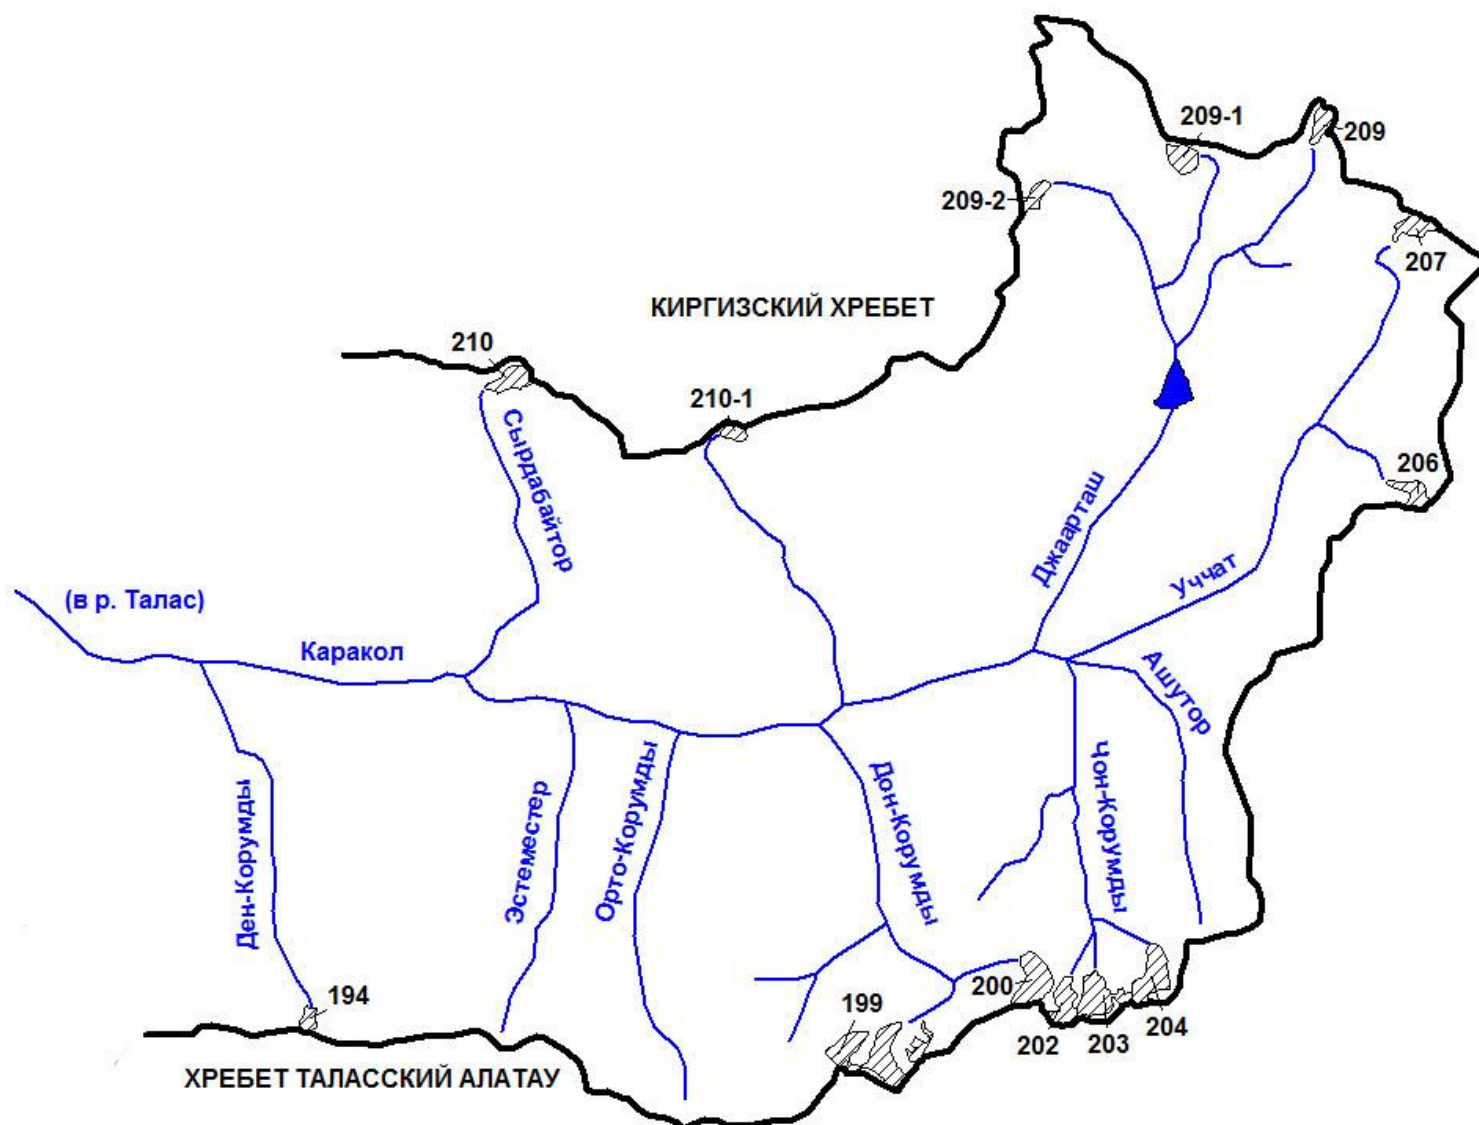 209-1
209
209-2
207
КИРГИЗСКИЙ ХРЕБЕТ
210
210-1
206
Сырдабайтор
Джаарташ
Уччат
(в р. Талас)
Каракол
Ашутор
Ден-Корумды
Эстеместер
Орто-Корумды
Дон-Корумды
Чон-Корумды
194
199
200
202
203
204
ХРЕБЕТ ТАЛАССКИЙ АЛАТАУ